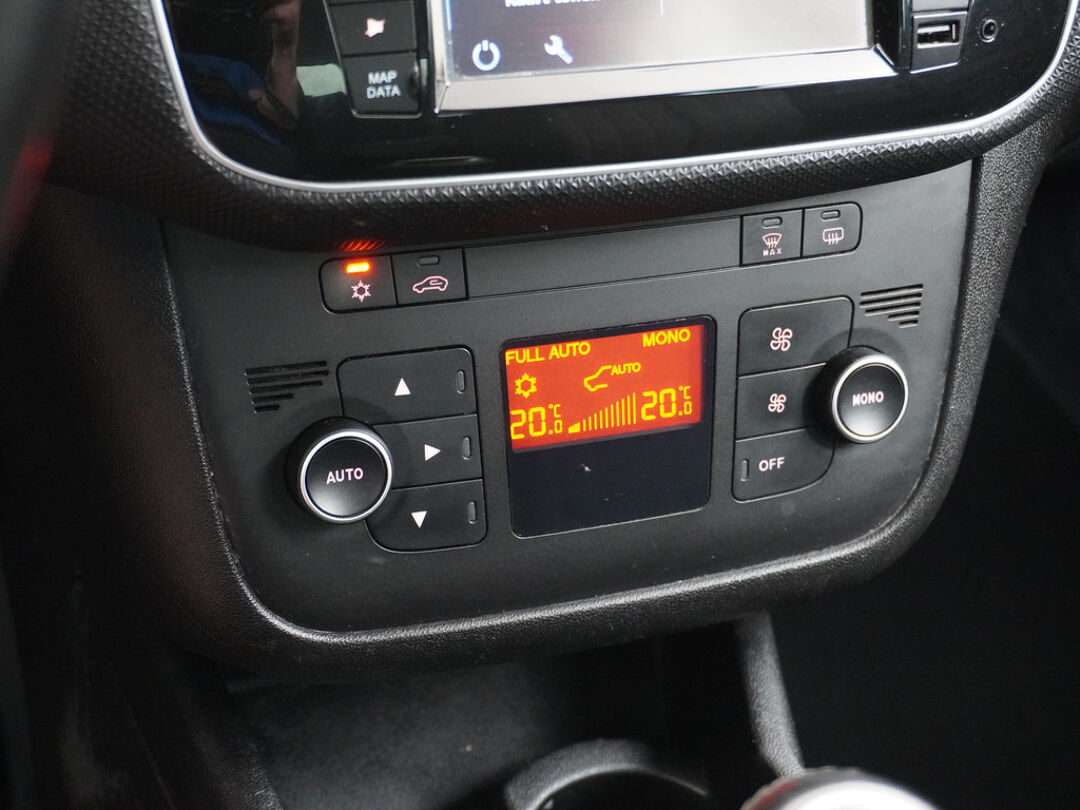 MAP
DATA
MAX
FULL AUTO MONO
AUTO
20.0°C 20.0°C
AUTO
MONO
OFF